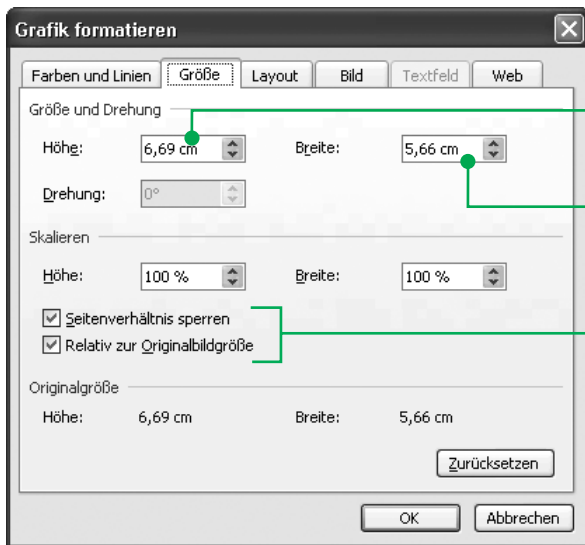 Grafik formatieren
Farben und Linien Größe Layout Bild Textfeld Web
Größe und Drehung
Höhe: 6,69 cm Breite: 5,66 cm
Drehung: 0°
Skalieren
Höhe: 100 % Breite: 100 %
Seitenverhältnis sperren
Relativ zur Originalbildgröße
Originalgröße
Höhe: 6,69 cm Breite: 5,66 cm
Zurücksetzen
OK Abbrechen